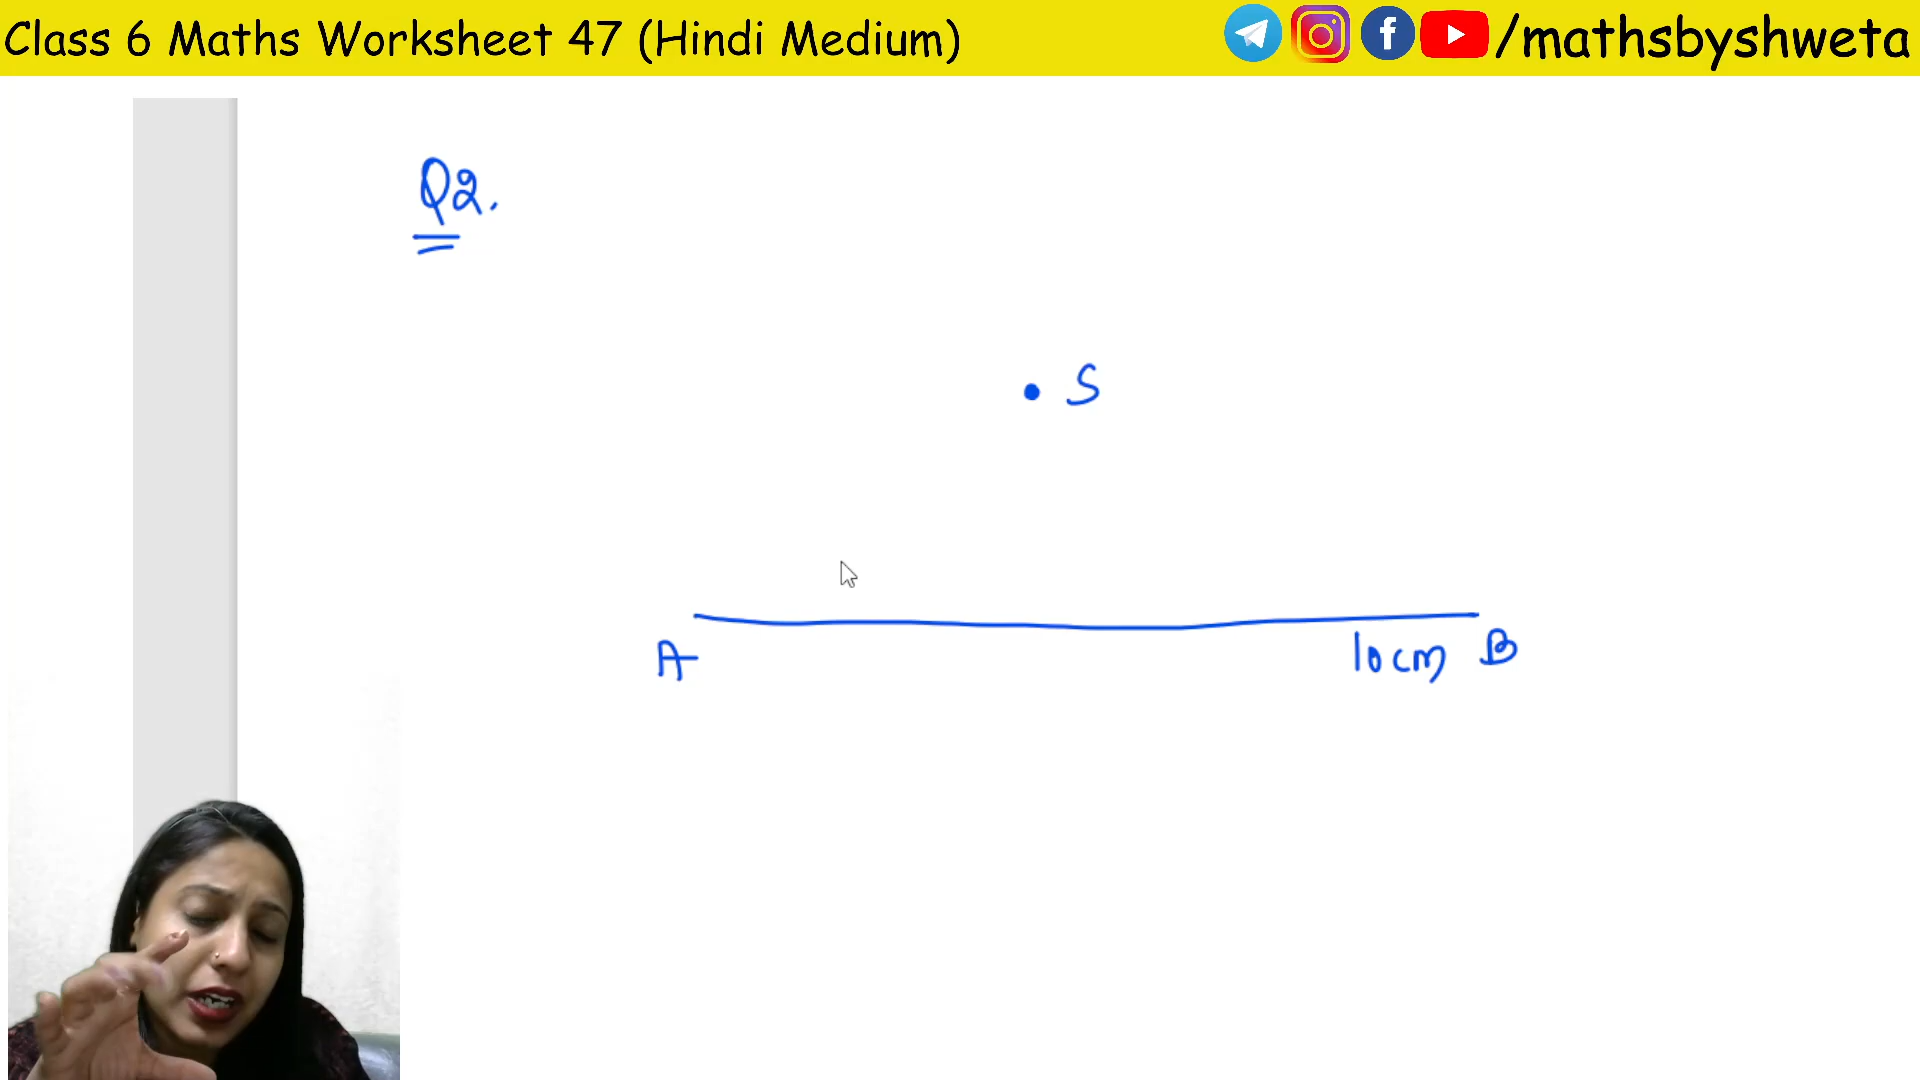 Class 6 Maths Worksheet 47 (Hindi Medium)
/mathsbyshweta
Q2.
S
A
10cm B